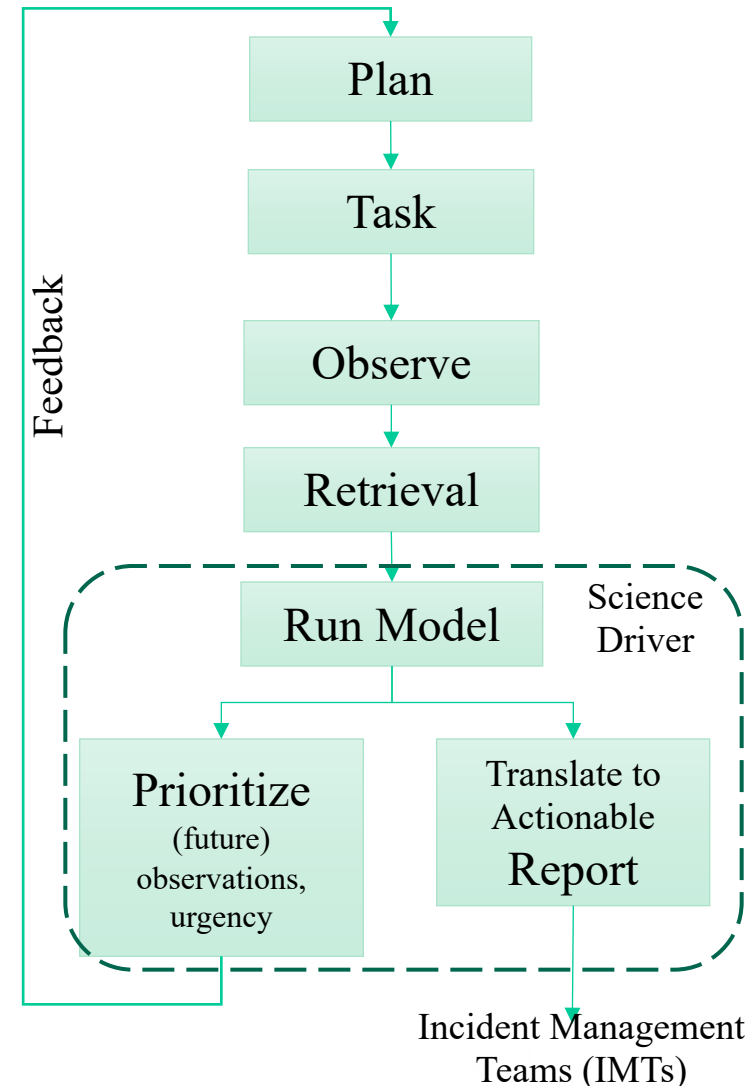 Plan
Task
Observe
Feedback
Retrieval
Run Model
Science
Driver
Prioritize
(future)
observations,
urgency
Translate to
Actionable
Report
Incident Management
Teams (IMTs)